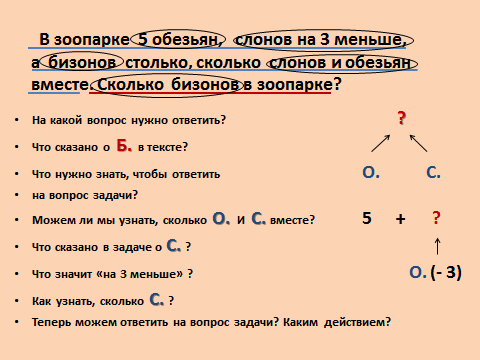 В зоопарке 5 обезьян, слонов на 3 меньше,
а бизонов столько, сколько слонов и обезьян
вместе. Сколько бизонов в зоопарке?
• На какой вопрос нужно ответить?
?
• Что сказано о Б. в тексте?
• Что нужно знать, чтобы ответить
О. С.
• на вопрос задачи?
• Можем ли мы узнать, сколько О. и С. вместе?
5 + ?
• Что сказано в задаче о С. ?
• Что значит «на 3 меньше» ?
О. (- 3)
• Как узнать, сколько С. ?
• Теперь можем ответить на вопрос задачи? Каким действием?